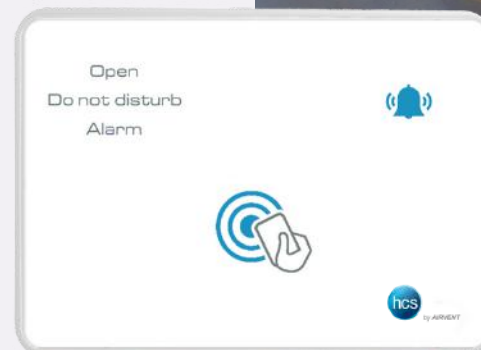 Open
Do not disturb
Alarm
hcs
by AIRVENT